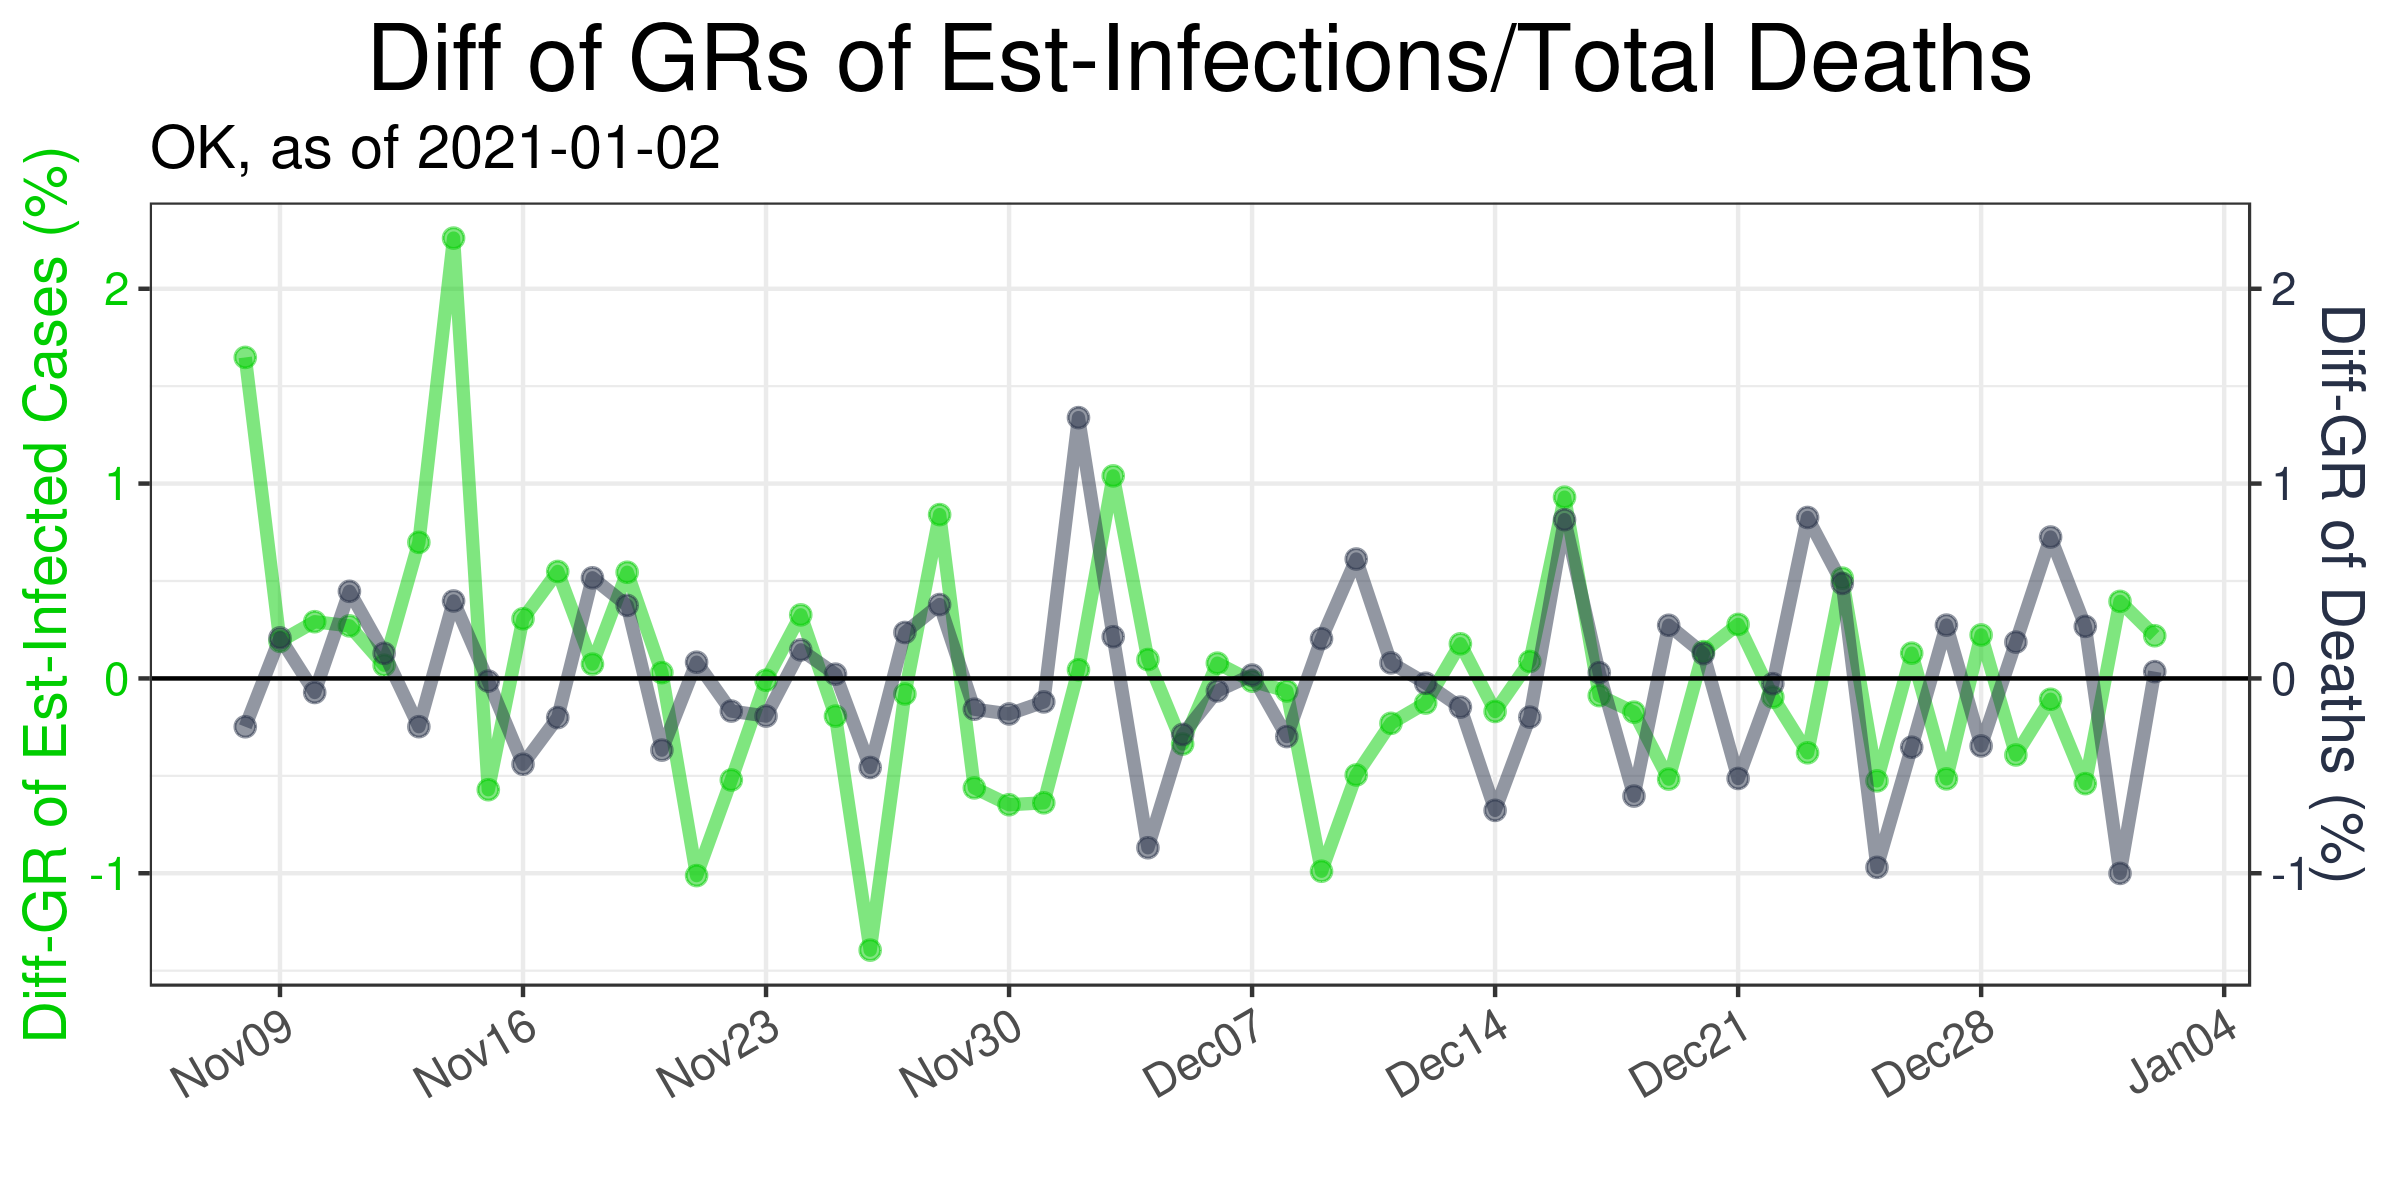 Diff of GRs of Est-Infections/Total Deaths
OK, as of 2021-01-02
Diff-GR of Est-Infected Cases (%)
2
1
0
-1
2
1
0
-1
Diff-GR of Deaths (%)
Nov09
Nov16
Nov23
Nov30
Dec07
Dec14
Dec21
Dec28
Jan04